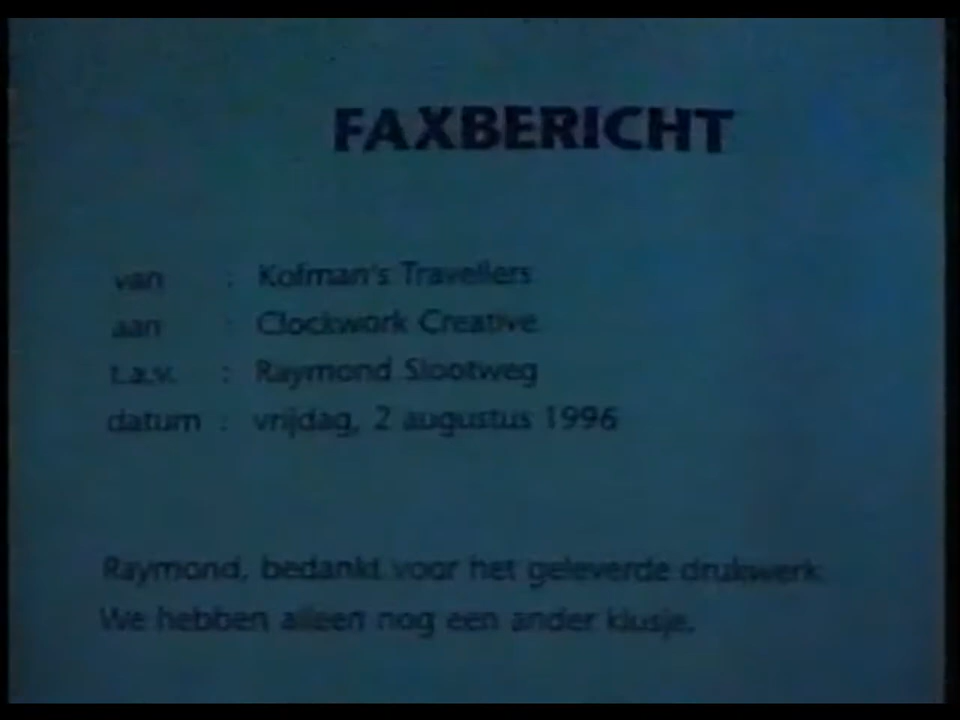 FAXBERICHT
van : Kofman's Travellers
aan : Clockwork Creative
t.a.v. : Raymond Slootweg
datum : vrijdag, 2 augustus 1996
Raymond, bedankt voor het geleverde drukwerk.
We hebben alleen nog een ander klusje.